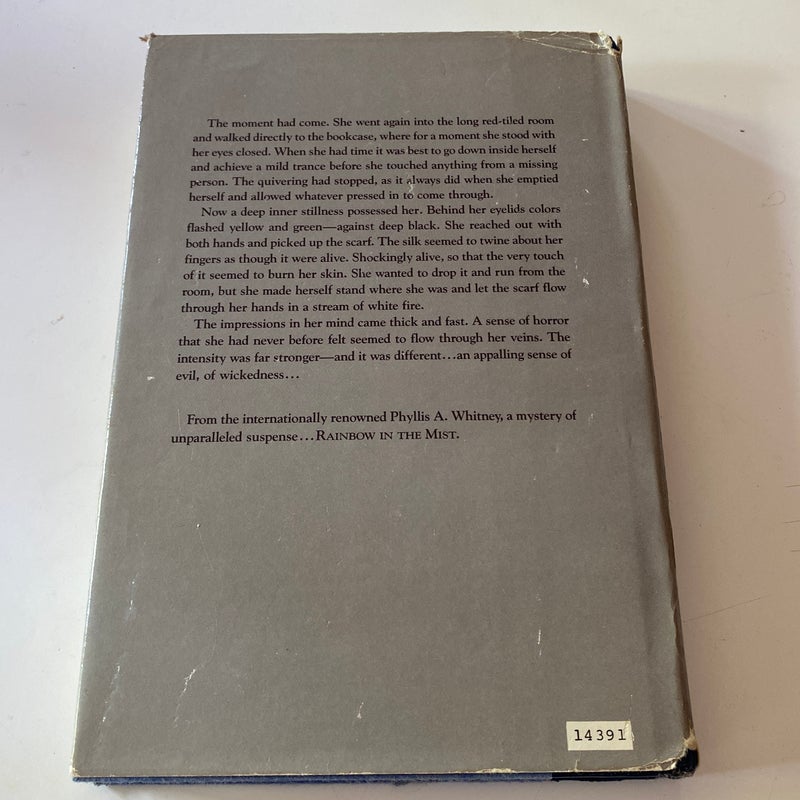 The moment had come. She went again into the long red-tiled room
and walked directly to the bookcase, where for a moment she stood with
her eyes closed. When she had time it was best to go down inside herself
and achieve a mild trance before she touched anything from a missing
person. The quivering had stopped, as it always did when she emptied
herself and allowed whatever pressed in to come through.
Now a deep inner stillness possessed her. Behind her eyelids colors
flashed yellow and green—against deep black. She reached out with
both hands and picked up the scarf. The silk seemed to twine about her
fingers as though it were alive. Shockingly alive, so that the very touch
of it seemed to burn her skin. She wanted to drop it and run from the
room, but she made herself stand where she was and let the scarf flow
through her hands in a stream of white fire.
The impressions in her mind came thick and fast. A sense of horror
that she had never before felt seemed to flow through her veins. The
intensity was far stronger—and it was different...an appalling sense of
evil, of wickedness...
From the internationally renowned Phyllis A. Whitney, a mystery of
unparalleled suspense...RAINBOW IN THE MIST.
14391